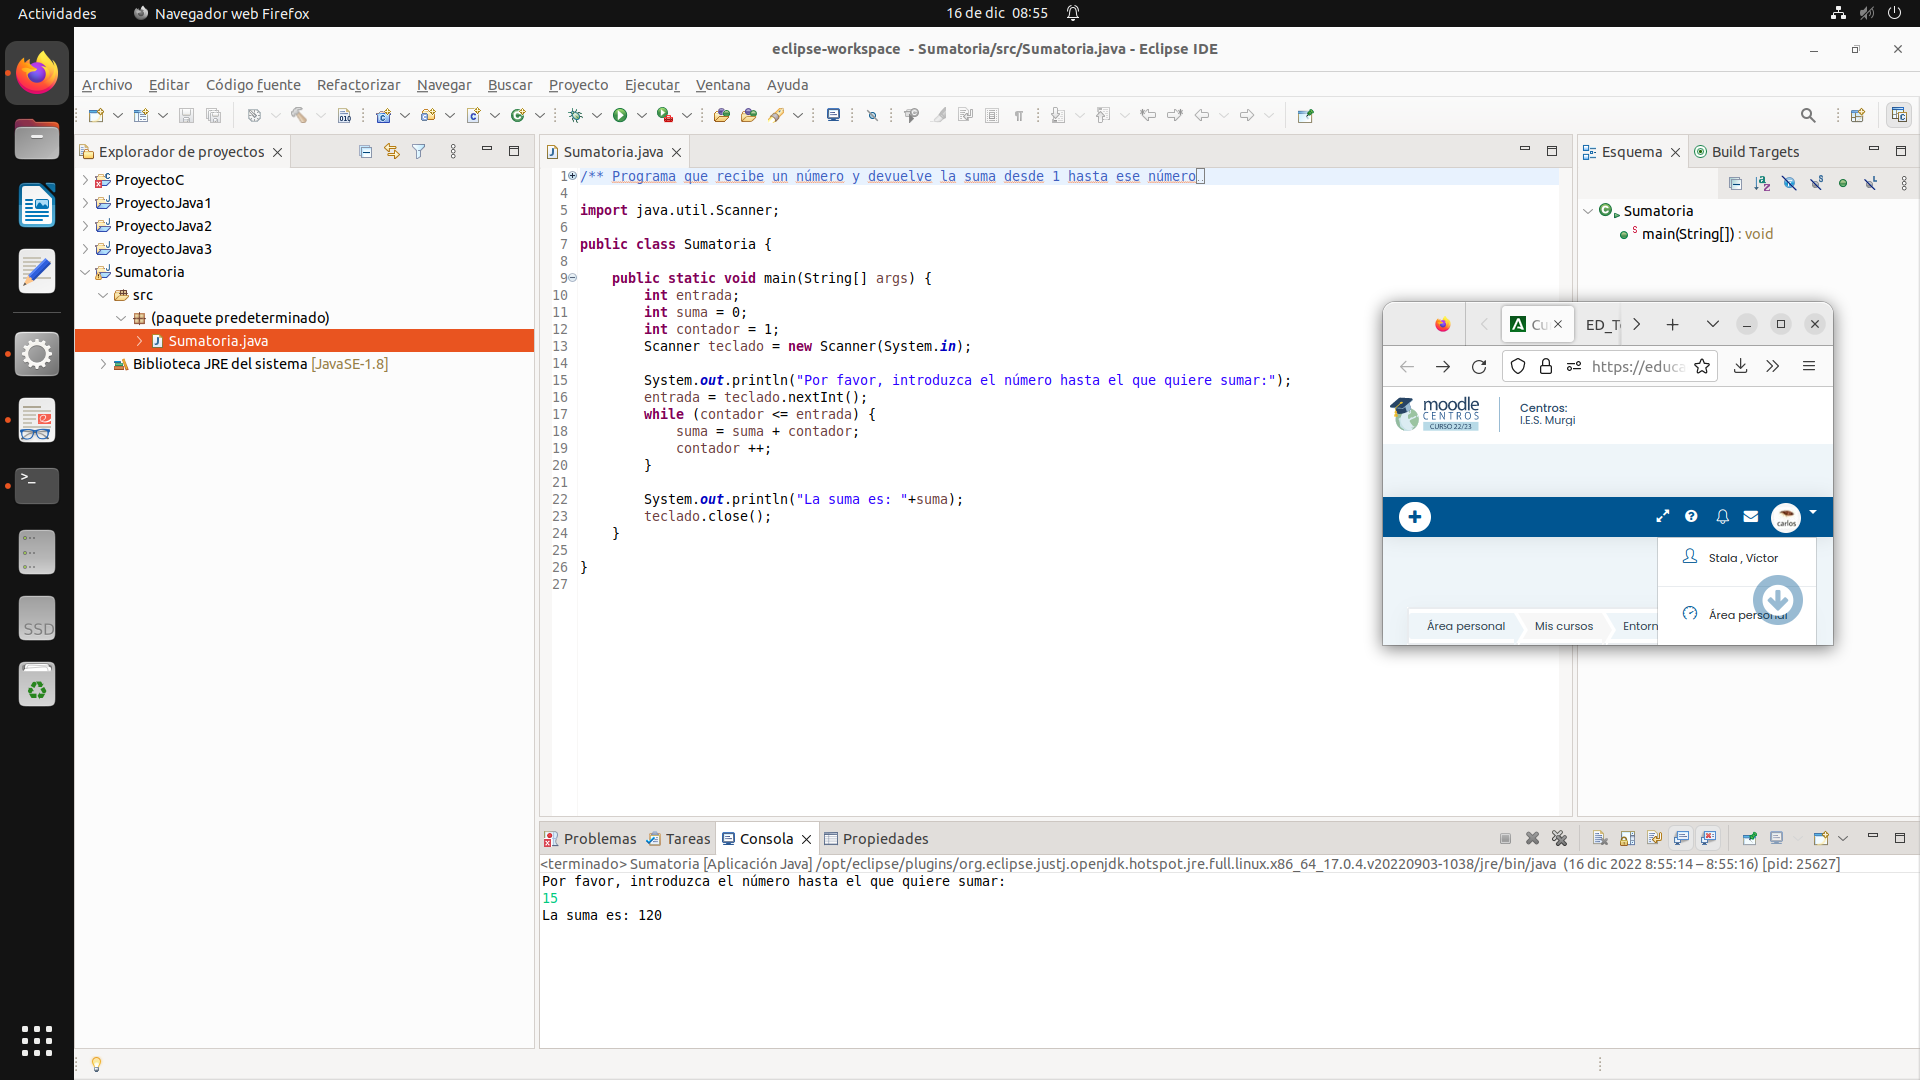 Actividades Navegador web Firefox 16 de dic 08:55
eclipse-workspace - Sumatoria/src/Sumatoria.java - Eclipse IDE
Archivo Editar Código fuente Refactorizar Navegar Buscar Proyecto Ejecutar Ventana Ayuda
Explorador de proyectos
ProyectoC
ProyectoJava1
ProyectoJava2
ProyectoJava3
Sumatoria
src
(paquete predeterminado)
Sumatoria.java
Biblioteca JRE del sistema [JavaSE-1.8]
SSD
Sumatoria.java
1 /** Programa que recibe un número y devuelve la suma desde 1 hasta ese número
4
5 import java.util.Scanner;
6
7 public class Sumatoria {
8
9 public static void main(String[] args) {
10 int entrada;
11 int suma = 0;
12 int contador = 1;
13 Scanner teclado = new Scanner(System.in);
14
15 System.out.println("Por favor, introduzca el número hasta el que quiere sumar:");
16 entrada = teclado.nextInt();
17 while (contador <= entrada) {
18 suma = suma + contador;
19 contador ++;
20 }
21
22 System.out.println("La suma es: "+suma);
23 teclado.close();
24 }
25
26 }
27
Esquema Build Targets
Sumatoria
main(String[]) : void
Cu ED_T
https://educa
moodle
CENTROS
CURSO 22/23
Centros:
I.E.S. Murgi
carlos
Stala , Víctor
Área personal
Área personal Mis cursos Entorn
Problemas Tareas Consola Propiedades
<terminado> Sumatoria [Aplicación Java] /opt/eclipse/plugins/org.eclipse.justj.openjdk.hotspot.jre.full.linux.x86_64_17.0.4.v20220903-1038/jre/bin/java (16 dic 2022 8:55:14 – 8:55:16) [pid: 25627]
Por favor, introduzca el número hasta el que quiere sumar:
15
La suma es: 120